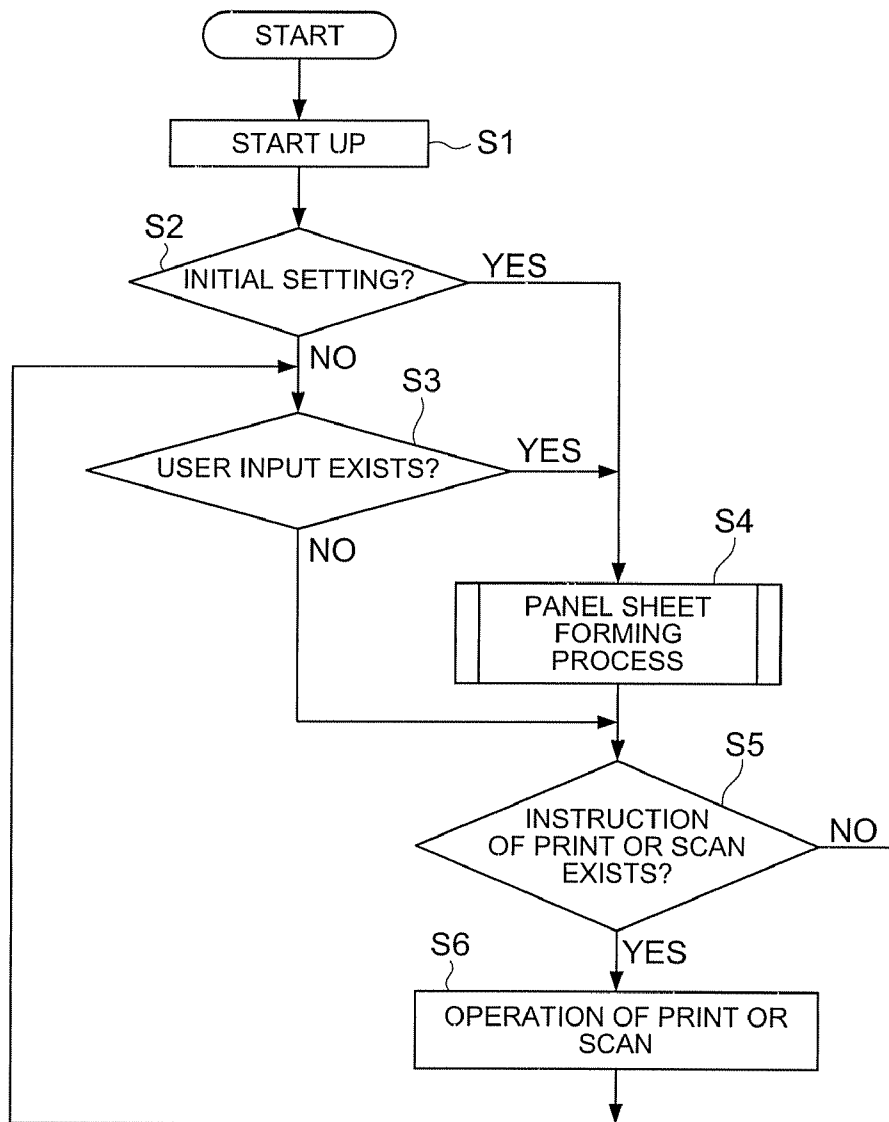 START
START UP
S1
S2
INITIAL SETTING?
YES
NO
S3
USER INPUT EXISTS?
YES
NO
S4
PANEL SHEET
FORMING
PROCESS
S5
INSTRUCTION
OF PRINT OR SCAN
EXISTS?
NO
YES
S6
OPERATION OF PRINT OR
SCAN